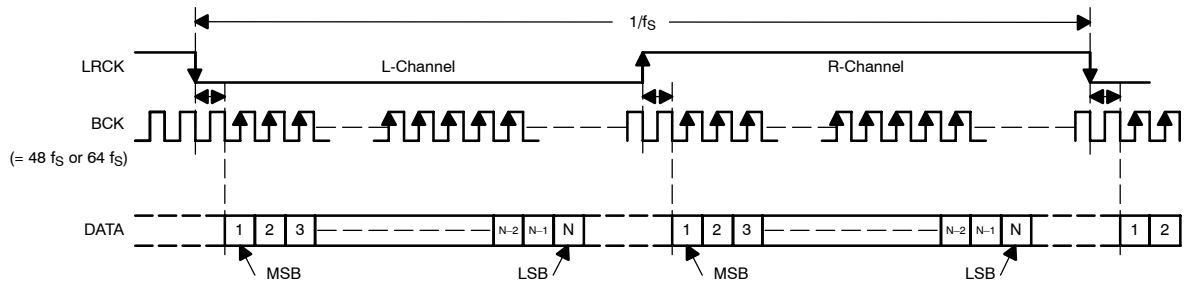 1/fS
LRCK
L-Channel
R-Channel
BCK
(= 48 fS or 64 fS)
DATA
1 2 3 N–2 N–1 N 1 2 3 N–2 N–1 N 1 2
MSB LSB MSB LSB